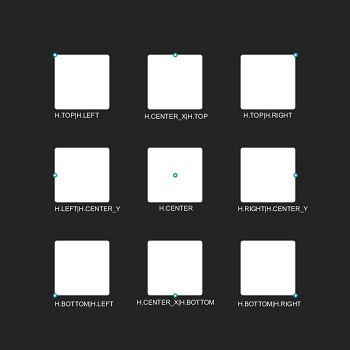 H.TOP|H.LEFT
H.CENTER_X|H.TOP
H.TOP|H.RIGHT
H.LEFT|H.CENTER_Y
H.CENTER
H.RIGHT|H.CENTER_Y
H.BOTTOM|H.LEFT
H.CENTER_X|H.BOTTOM
H.BOTTOM|H.RIGHT